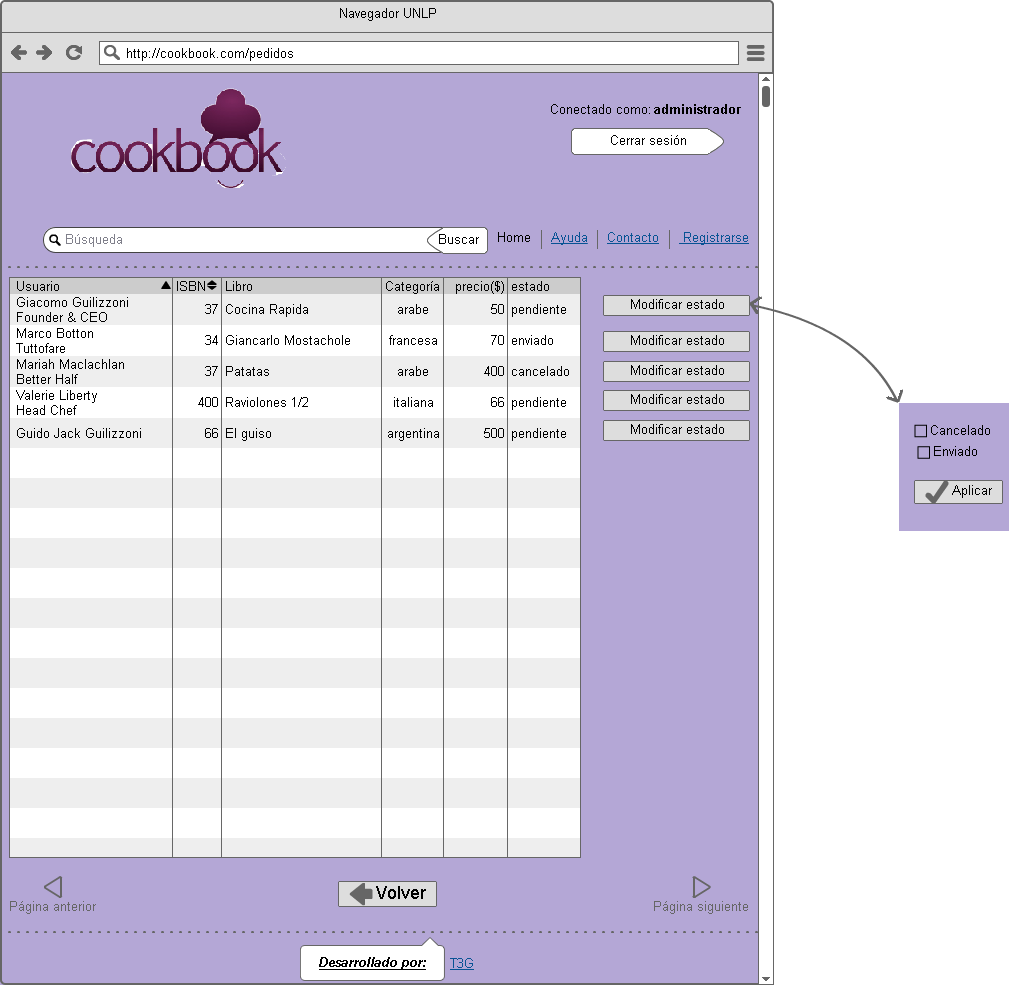 Navegador UNLP
http://cookbook.com/pedidos
cookbook
Conectado como: administrador
Cerrar sesión
Búsqueda
Buscar
Home
Ayuda
Contacto
Registrarse
Usuario ISBN Libro Categoría precio($) estado
Giacomo Guilizzoni
Founder & CEO
37 Cocina Rapida arabe 50 pendiente
Modificar estado
Marco Botton
Tuttofare
34 Giancarlo Mostachole francesa 70 enviado
Modificar estado
Mariah Maclachlan
Better Half
37 Patatas arabe 400 cancelado
Modificar estado
Valerie Liberty
Head Chef
400 Raviolones 1/2 italiana 66 pendiente
Modificar estado
Guido Jack Guilizzoni 66 El guiso argentina 500 pendiente
Modificar estado
Cancelado
Enviado
Aplicar
Página anterior
Volver
Página siguiente
Desarrollado por:
T3G